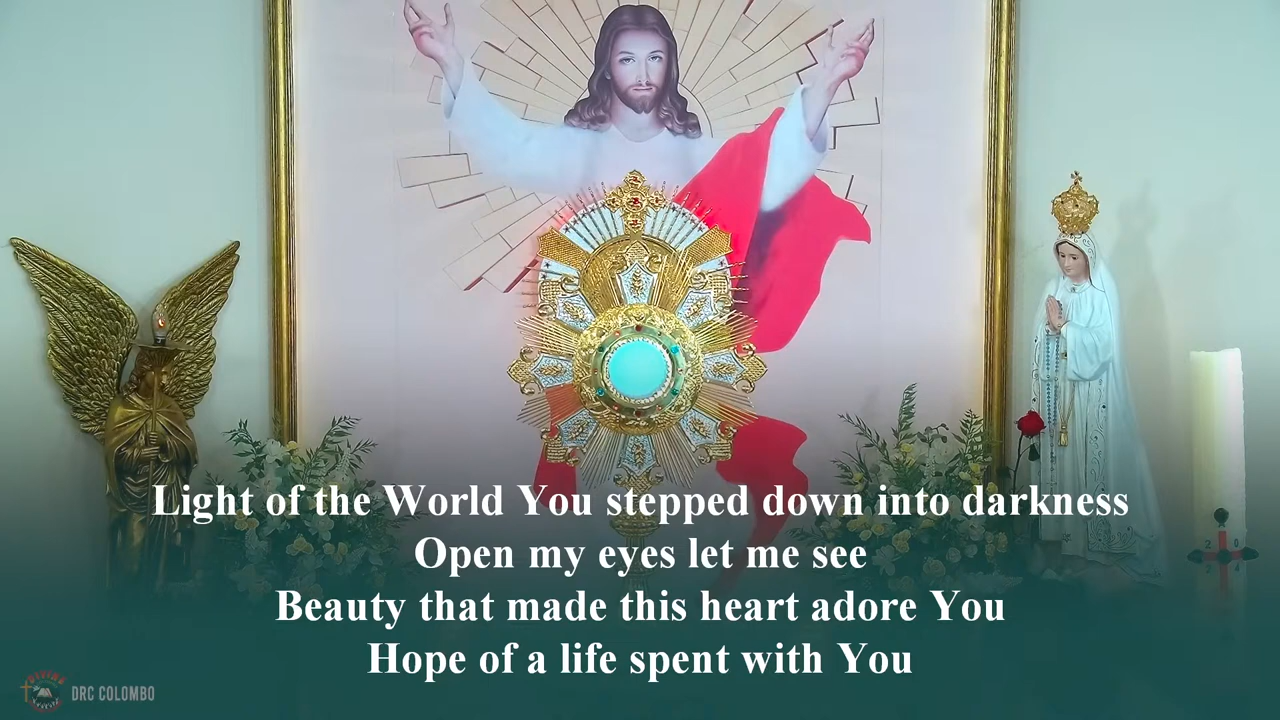 Light of the World You stepped down into darkness
Open my eyes let me see
Beauty that made this heart adore You
Hope of a life spent with You
DRC COLOMBO